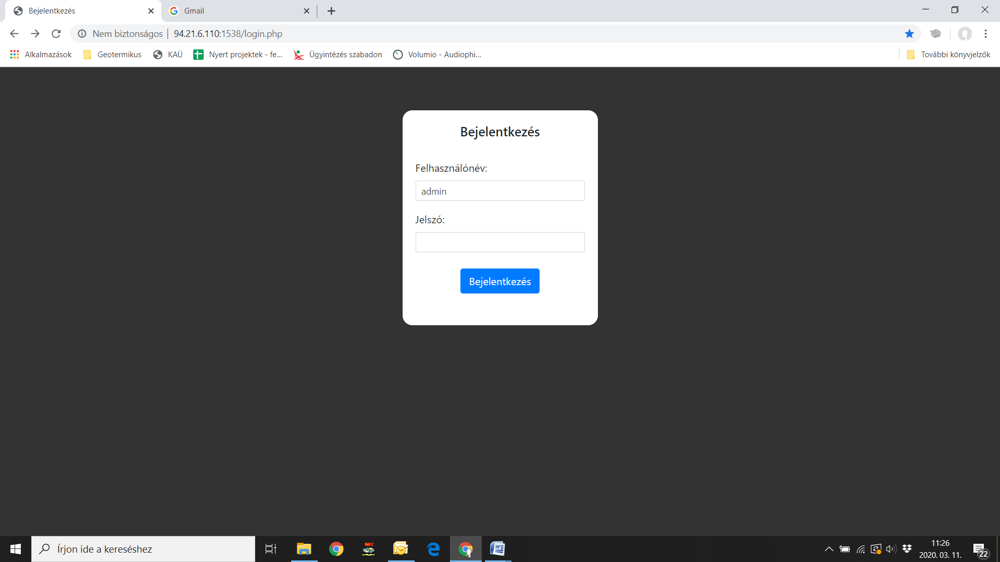 Bejelentkezés
Gmail
Nem biztonságos | 94.21.6.110:1538/login.php
Alkalmazások
Geotermikus
KAÜ
Nyert projektek - fe...
Ügyintézés szabadon
Volumio - Audiophi...
További könyvjelzők
Bejelentkezés
Felhasználónév:
admin
Jelszó:
Bejelentkezés
Írjon ide a kereséshez
11:26
2020. 03. 11.
22